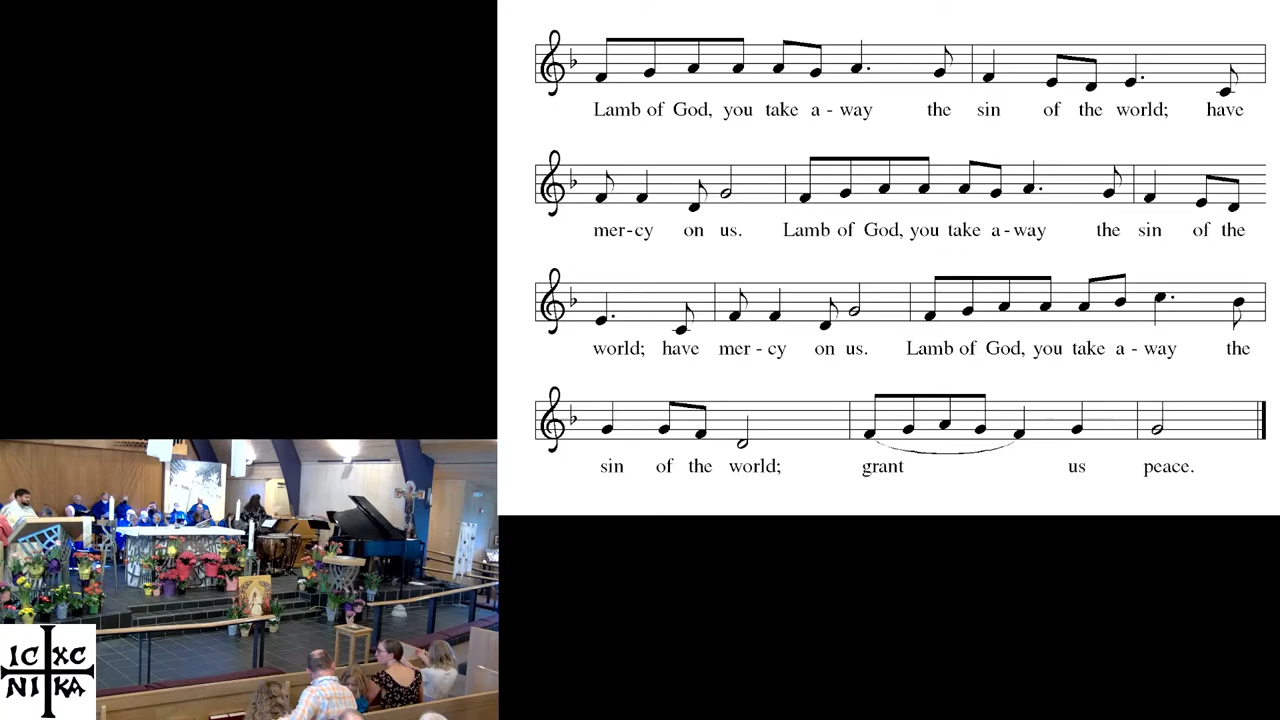 Lamb of God, you take a - way the sin of the world; have
mer - cy on us. Lamb of God, you take a - way the sin of the
world; have mer - cy on us. Lamb of God, you take a - way the
sin of the world; grant us peace.
IC XC
NI KA